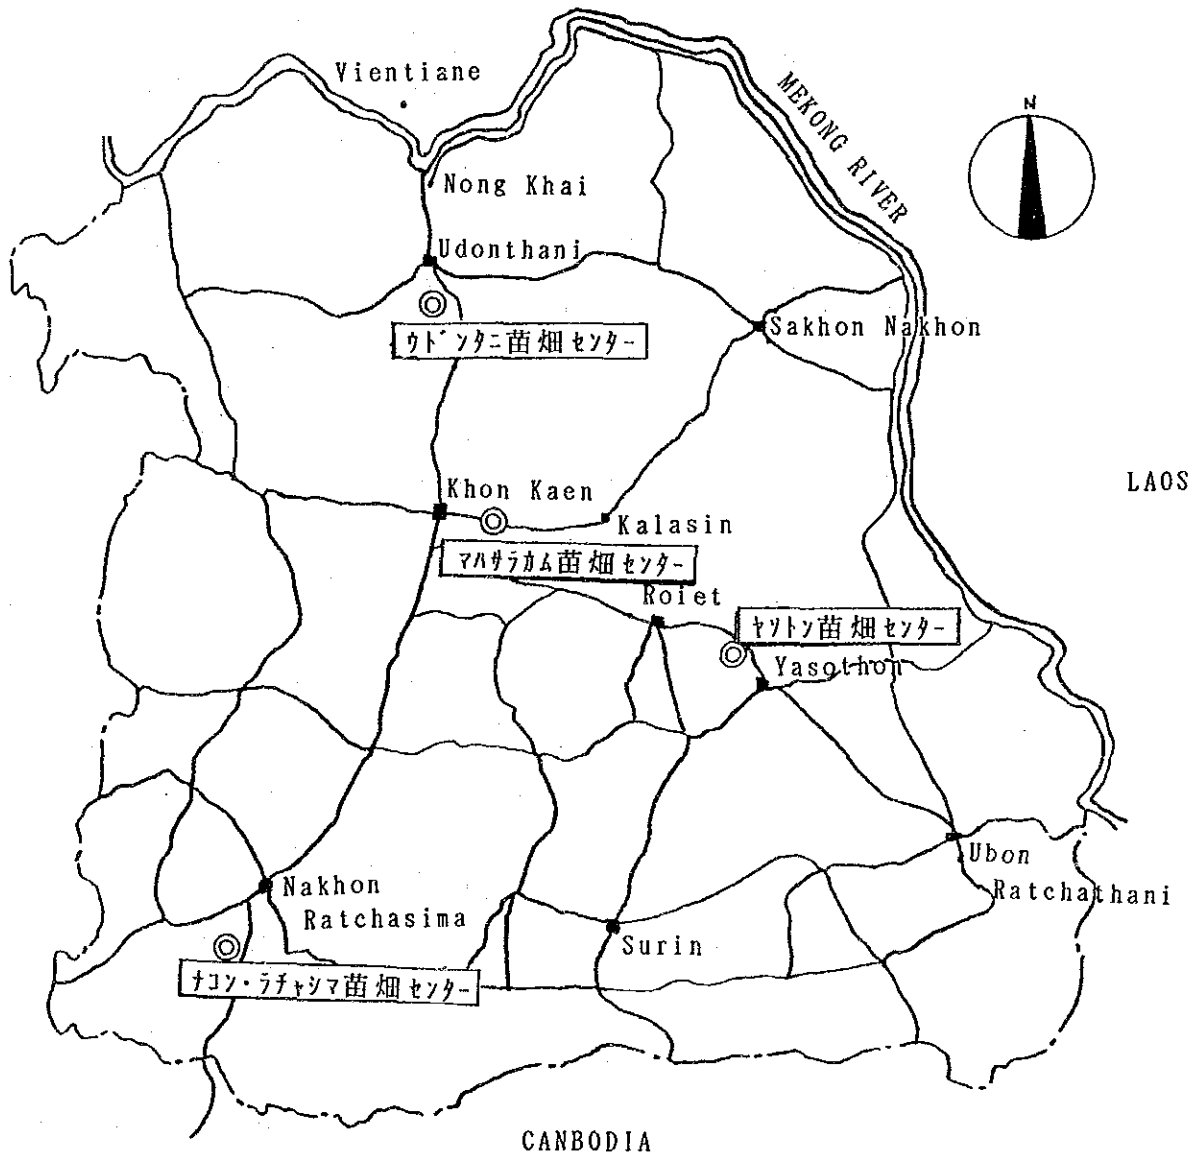 Vientiane
MEKONG RIVER
N
Nong Khai
Udonthani
ウドンタニ苗畑センター
Sakhon Nakhon
LAOS
Khon Kaen
Kalasin
マハサラカム苗畑センター
Roiet
ヤソトン苗畑センター
Yasothon
Ubon
Ratchathani
Nakhon
Ratchasima
Surin
ナコン・ラチャシマ苗畑センター
CANBODIA